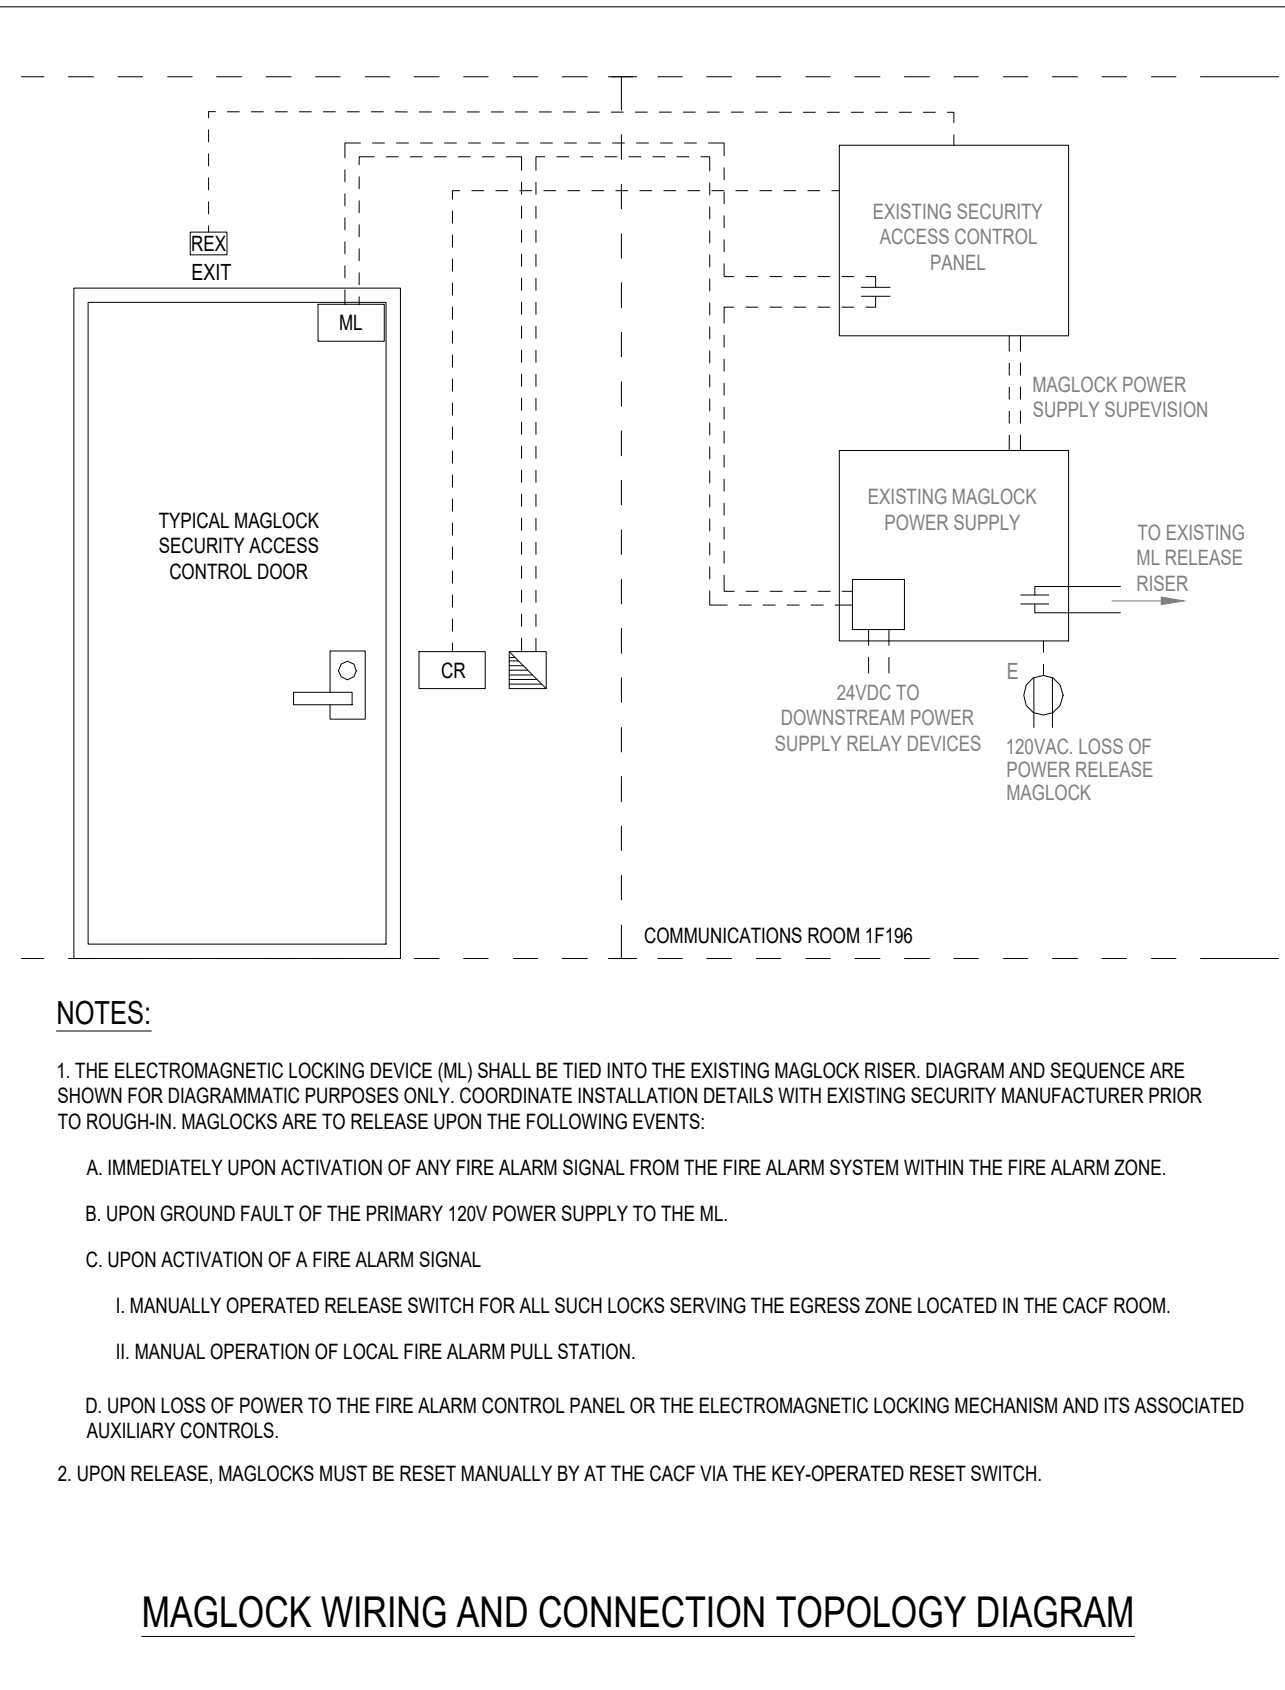 REX
EXIT
ML
TYPICAL MAGLOCK
SECURITY ACCESS
CONTROL DOOR
CR
EXISTING SECURITY
ACCESS CONTROL
PANEL
MAGLOCK POWER
SUPPLY SUPEVISION
EXISTING MAGLOCK
POWER SUPPLY
TO EXISTING
ML RELEASE
RISER
E
24VDC TO
DOWNSTREAM POWER
SUPPLY RELAY DEVICES
120VAC. LOSS OF
POWER RELEASE
MAGLOCK
COMMUNICATIONS ROOM 1F196
NOTES:
1. THE ELECTROMAGNETIC LOCKING DEVICE (ML) SHALL BE TIED INTO THE EXISTING MAGLOCK RISER. DIAGRAM AND SEQUENCE ARE
SHOWN FOR DIAGRAMMATIC PURPOSES ONLY. COORDINATE INSTALLATION DETAILS WITH EXISTING SECURITY MANUFACTURER PRIOR
TO ROUGH-IN. MAGLOCKS ARE TO RELEASE UPON THE FOLLOWING EVENTS:
A. IMMEDIATELY UPON ACTIVATION OF ANY FIRE ALARM SIGNAL FROM THE FIRE ALARM SYSTEM WITHIN THE FIRE ALARM ZONE.
B. UPON GROUND FAULT OF THE PRIMARY 120V POWER SUPPLY TO THE ML.
C. UPON ACTIVATION OF A FIRE ALARM SIGNAL
I. MANUALLY OPERATED RELEASE SWITCH FOR ALL SUCH LOCKS SERVING THE EGRESS ZONE LOCATED IN THE CACF ROOM.
II. MANUAL OPERATION OF LOCAL FIRE ALARM PULL STATION.
D. UPON LOSS OF POWER TO THE FIRE ALARM CONTROL PANEL OR THE ELECTROMAGNETIC LOCKING MECHANISM AND ITS ASSOCIATED
AUXILIARY CONTROLS.
2. UPON RELEASE, MAGLOCKS MUST BE RESET MANUALLY BY AT THE CACF VIA THE KEY-OPERATED RESET SWITCH.
MAGLOCK WIRING AND CONNECTION TOPOLOGY DIAGRAM